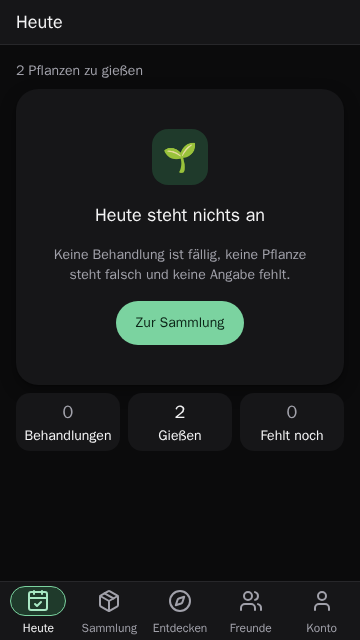 Heute
2 Pflanzen zu gießen
Heute steht nichts an
Keine Behandlung ist fällig, keine Pflanze
steht falsch und keine Angabe fehlt.
Zur Sammlung
0
Behandlungen
2
Gießen
0
Fehlt noch
Heute
Sammlung
Entdecken
Freunde
Konto